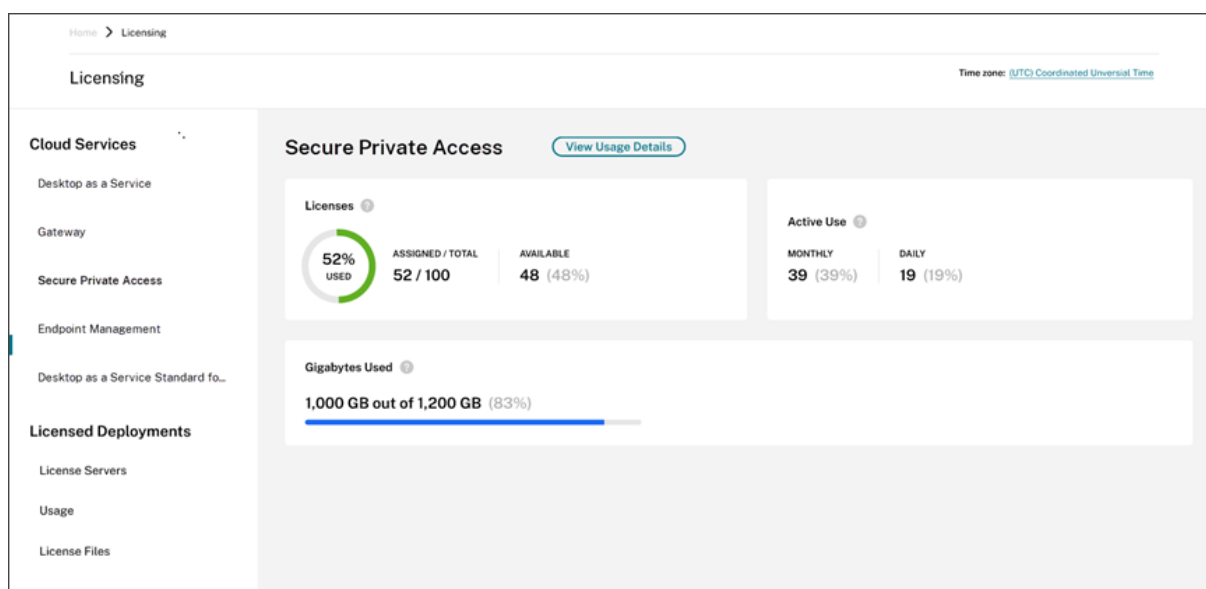 Home > Licensing
Licensing
Time zone: (UTC) Coordinated Unversial Time
Cloud Services
Desktop as a Service
Gateway
Secure Private Access
Endpoint Management
Desktop as a Service Standard fo...
Licensed Deployments
License Servers
Usage
License Files
Secure Private Access
View Usage Details
Licenses ?
52%
USED
ASSIGNED / TOTAL
52 / 100
AVAILABLE
48 (48%)
Active Use ?
MONTHLY
39 (39%)
DAILY
19 (19%)
Gigabytes Used ?
1,000 GB out of 1,200 GB (83%)